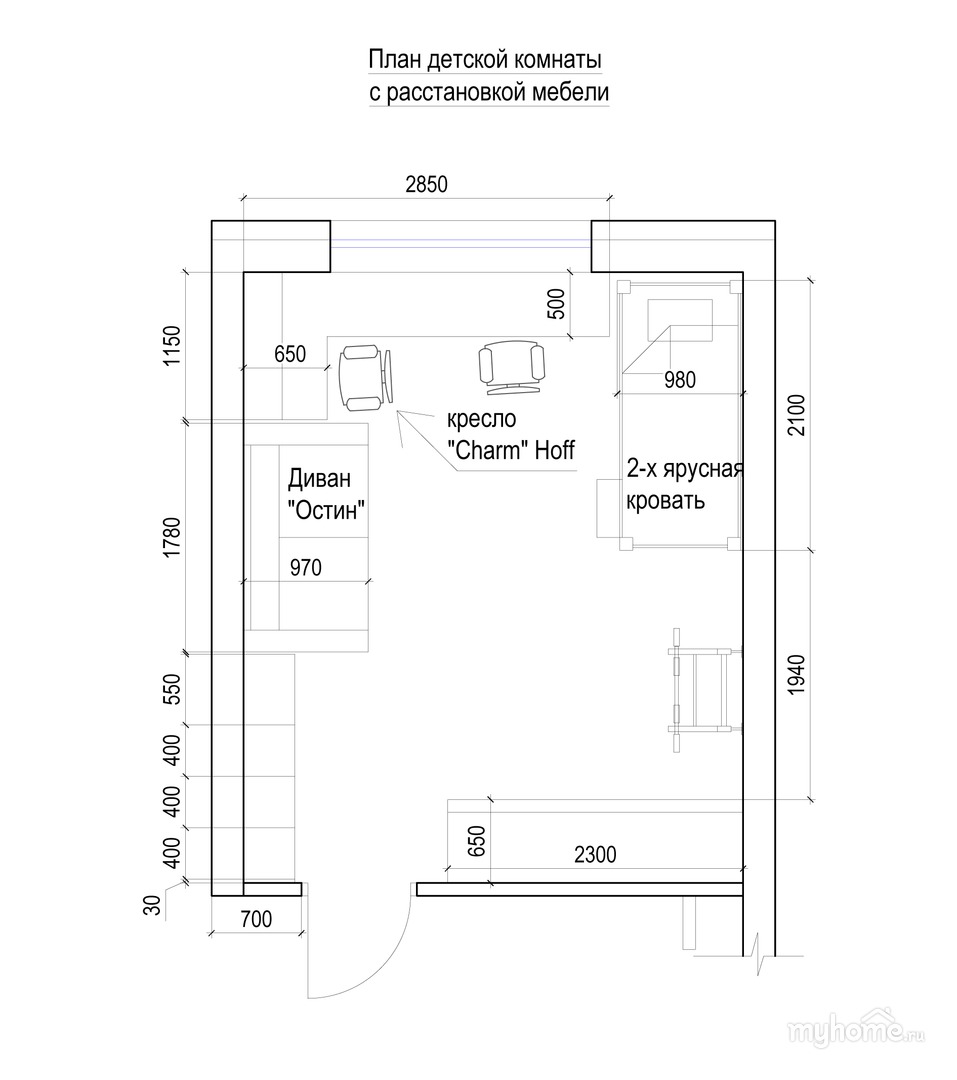 План детской комнаты
с расстановкой мебели
2850
1150
500
650
980
2100
кресло
"Charm" Hoff
Диван
"Остин"
2-х ярусная
кровать
1780
970
550
1940
400
400
400
650
2300
30
700
myhome.ru